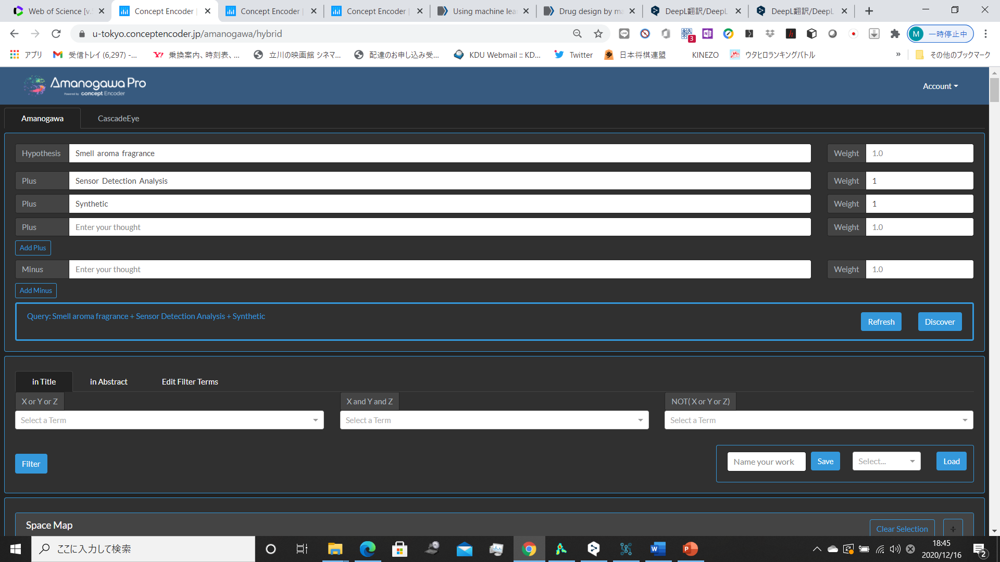 Web of Science [v.
Concept Encoder |
Concept Encoder |
Concept Encoder |
Using machine lea
Drug design by ma
DeepL翻訳/DeepL
DeepL翻訳/DeepL
u-tokyo.conceptencoder.jp/amanogawa/hybrid
3
M 一時停止中
アプリ
受信トレイ (6,297) -...
乗換案内、時刻表、...
立川の映画館 シネマ...
配達のお申し込み受...
KDU Webmail :: KD...
Twitter
日本将棋連盟
KINEZO
ウタヒロランキングバトル
»
その他のブックマーク
Amanogawa Pro
Powered by concept Encoder
Account
Amanogawa
CascadeEye
Hypothesis
Smell aroma fragrance
Weight
1.0
Plus
Sensor Detection Analysis
Weight
1
Plus
Synthetic
Weight
1
Plus
Enter your thought
Weight
1.0
Add Plus
Minus
Enter your thought
Weight
1.0
Add Minus
Query: Smell aroma fragrance + Sensor Detection Analysis + Synthetic
Refresh
Discover
in Title
in Abstract
Edit Filter Terms
X or Y or Z
X and Y and Z
NOT( X or Y or Z)
Select a Term
Select a Term
Select a Term
Filter
Name your work
Save
Select...
Load
Space Map
Clear Selection
ここに入力して検索
18:45
2020/12/16
2